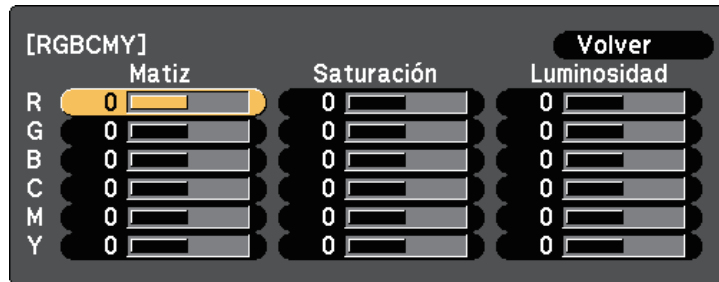 [RGBCMY] Volver
Matiz Saturación Luminosidad
R 0 0 0
G 0 0 0
B 0 0 0
C 0 0 0
M 0 0 0
Y 0 0 0